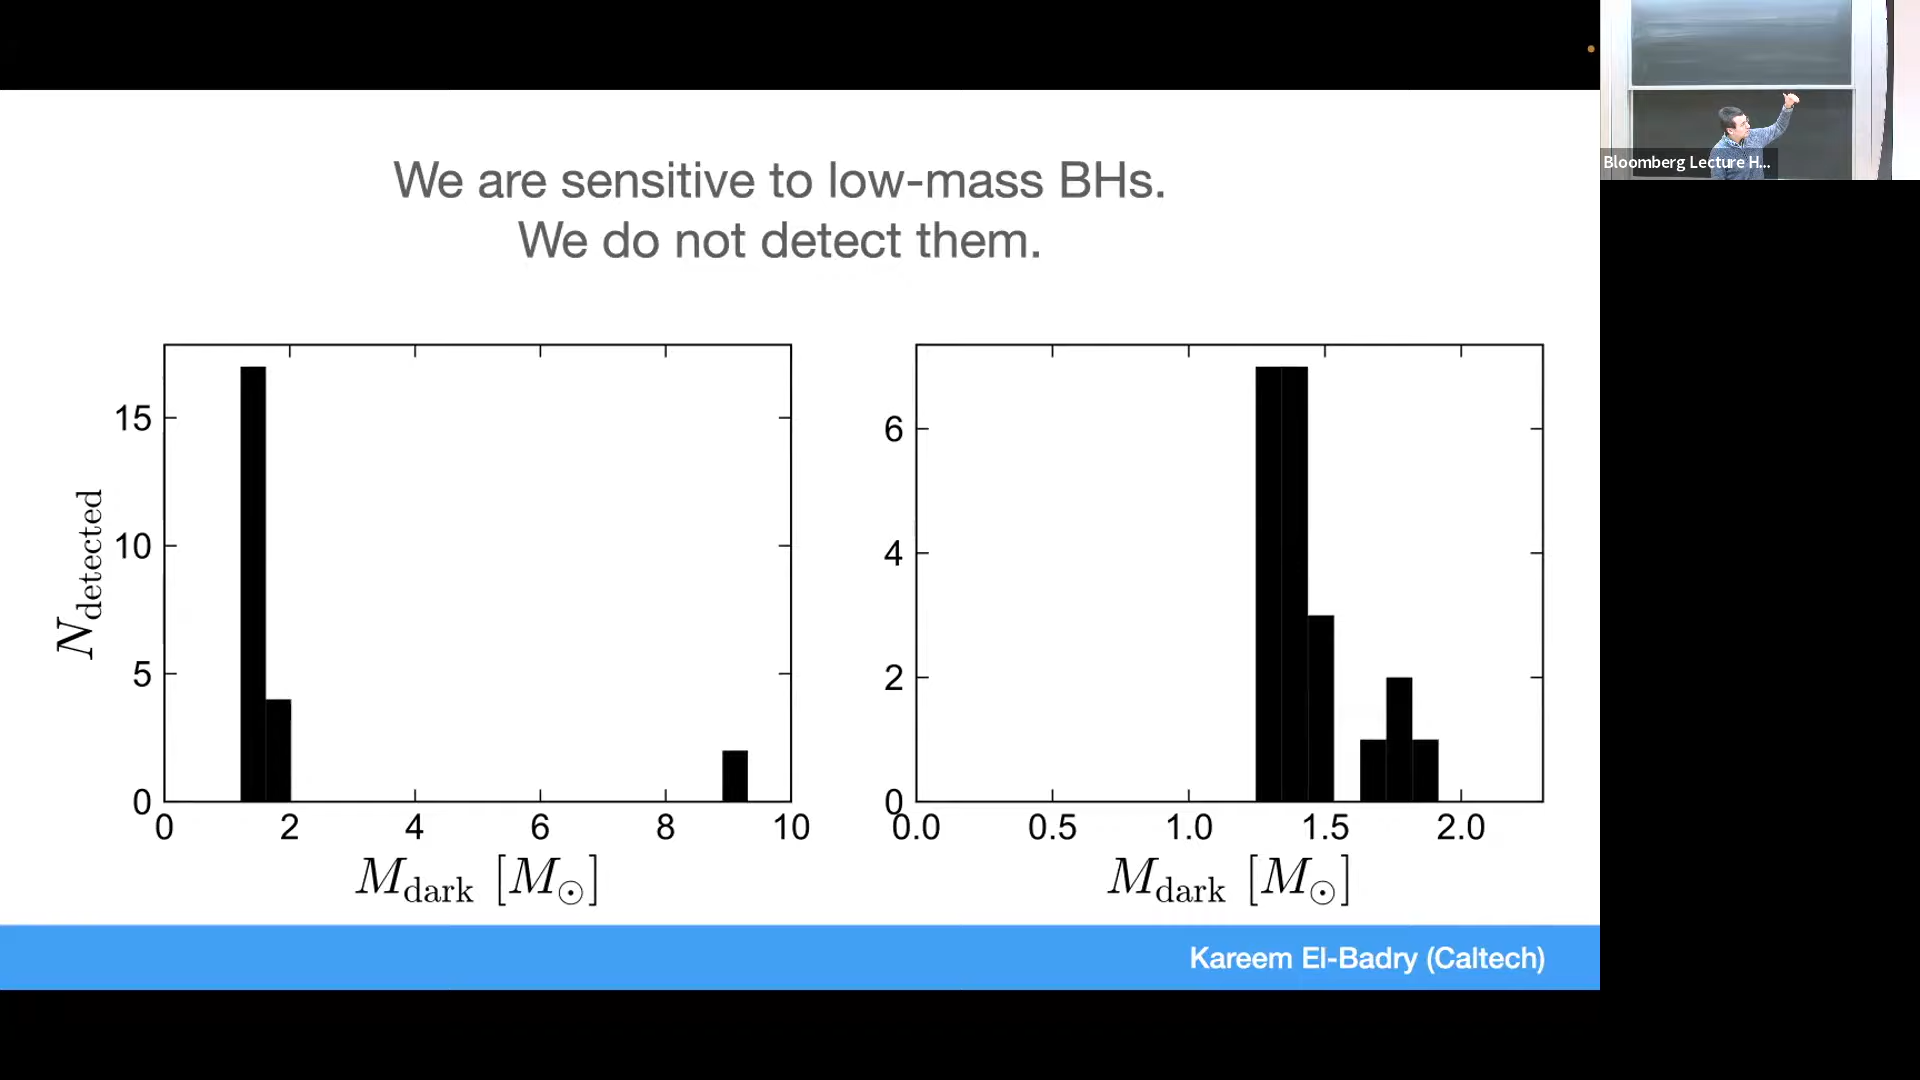 Bloomberg Lecture H...
We are sensitive to low-mass BHs.
We do not detect them.
N_detected
15
10
5
0
0 2 4 6 8 10
M_dark [M_⊙]
6
4
2
0
0.0 0.5 1.0 1.5 2.0
M_dark [M_⊙]
Kareem El-Badry (Caltech)